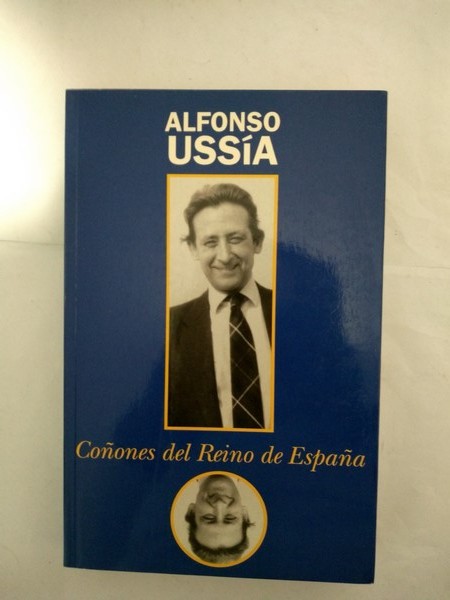 ALFONSO
USSíA
Coñones del Reino de España